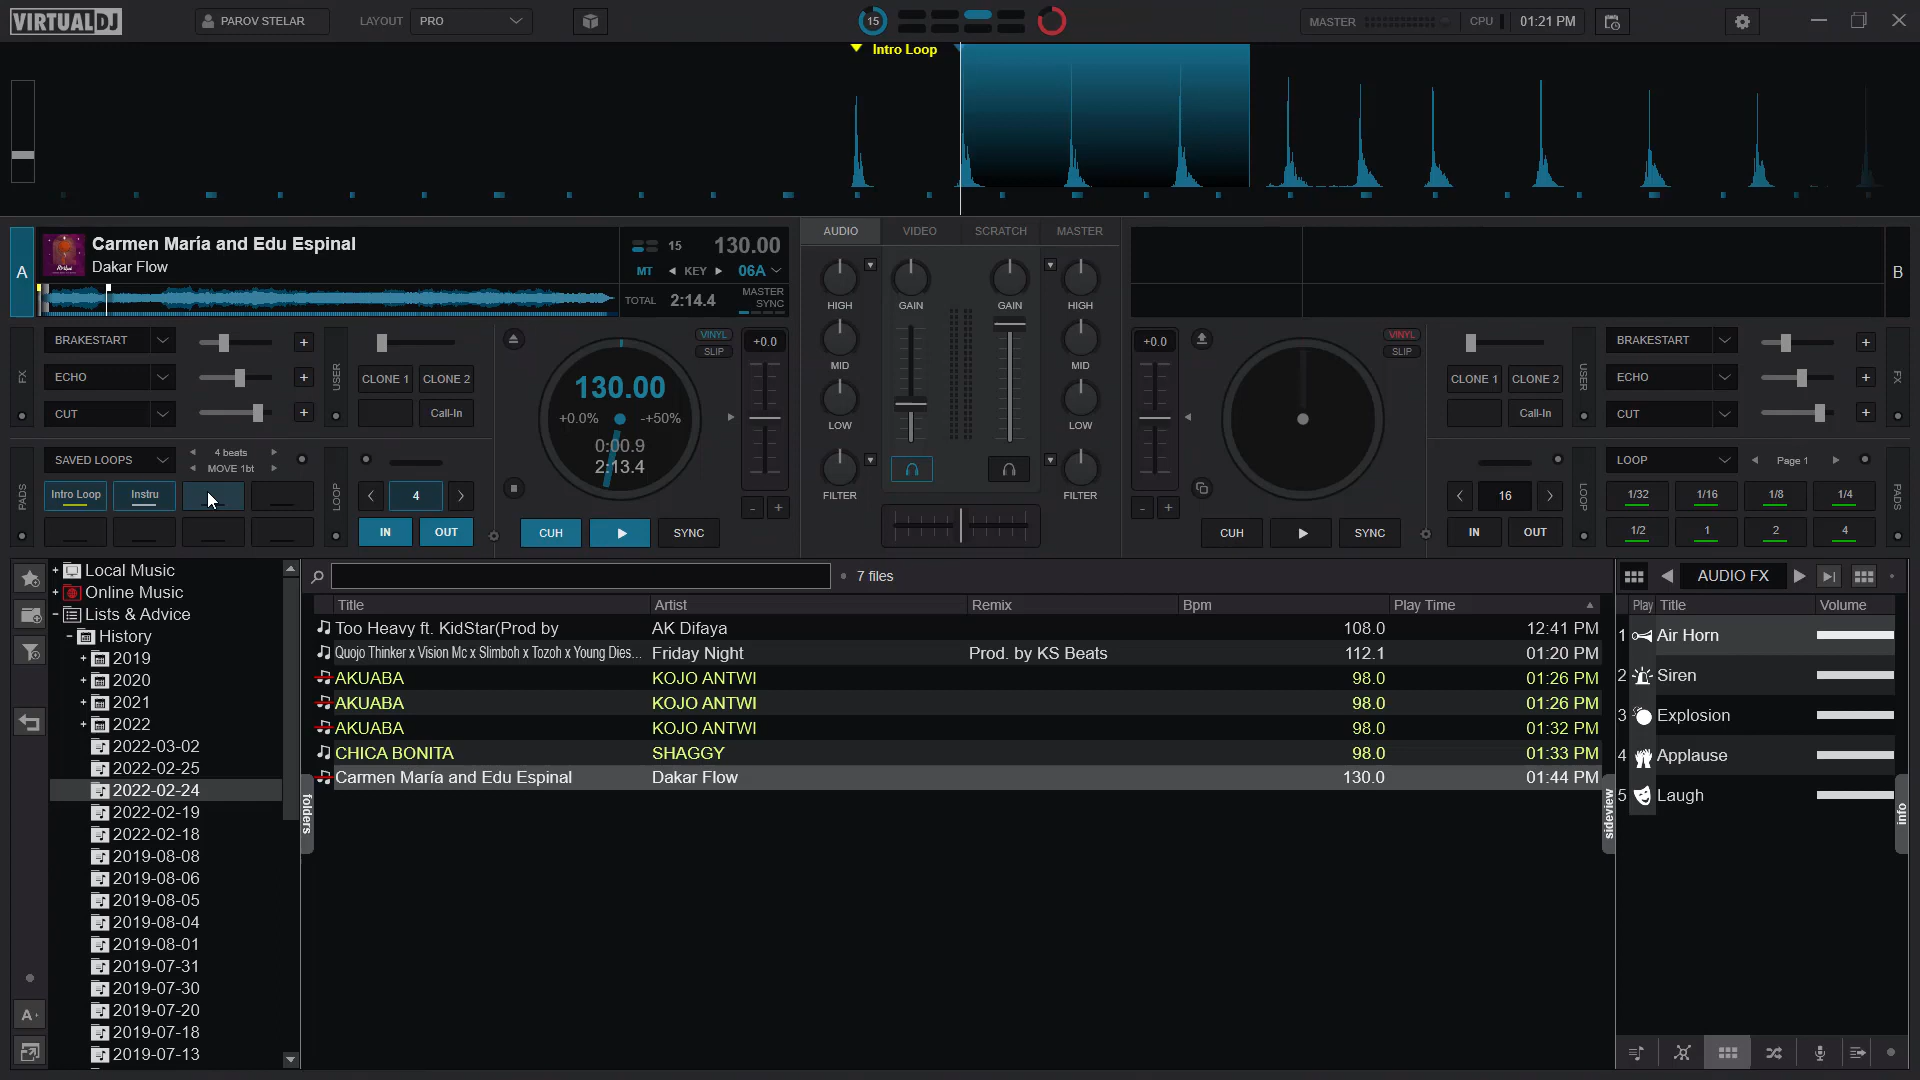 VIRTUALDJ
PAROV STELAR
LAYOUT
PRO
15
MASTER
CPU
01:21 PM
Intro Loop
A
Carmen María and Edu Espinal
Dakar Flow
15
130.00
MT
KEY
06A
TOTAL
2:14.4
MASTER
SYNC
AUDIO
VIDEO
SCRATCH
MASTER
B
FX
BRAKESTART
ECHO
CUT
USER
CLONE 1
CLONE 2
Call-In
VINYL
SLIP
+0.0
130.00
+0.0%
-+50%
0:00.9
2:13.4
PADS
SAVED LOOPS
4 beats
MOVE 1bt
Intro Loop
Instru
LOOP
4
IN
OUT
CUH
SYNC
HIGH
MID
LOW
FILTER
GAIN
GAIN
HIGH
MID
LOW
FILTER
+0.0
VINYL
SLIP
CUH
SYNC
CLONE 1
CLONE 2
Call-In
USER
BRAKESTART
ECHO
CUT
FX
16
IN
OUT
LOOP
LOOP
Page 1
1/32
1/16
1/8
1/4
1/2
1
2
4
PADS
Local Music
Online Music
Lists & Advice
History
2019
2020
2021
2022
2022-03-02
2022-02-25
2022-02-24
2022-02-19
2022-02-18
2019-08-08
2019-08-06
2019-08-05
2019-08-04
2019-08-01
2019-07-31
2019-07-30
2019-07-20
2019-07-18
2019-07-13
A+
folders
7 files
Title Artist Remix Bpm Play Time
Too Heavy ft. KidStar(Prod by AK Difaya 108.0 12:41 PM
Quojo Thinker x Vision Mc x Slimboh x Tozoh x Young Dies... Friday Night Prod. by KS Beats 112.1 01:20 PM
AKUABA KOJO ANTWI 98.0 01:26 PM
AKUABA KOJO ANTWI 98.0 01:26 PM
AKUABA KOJO ANTWI 98.0 01:32 PM
CHICA BONITA SHAGGY 98.0 01:33 PM
Carmen María and Edu Espinal Dakar Flow 130.0 01:44 PM
sideview
AUDIO FX
Play Title Volume
1 Air Horn
2 Siren
3 Explosion
4 Applause
5 Laugh
info